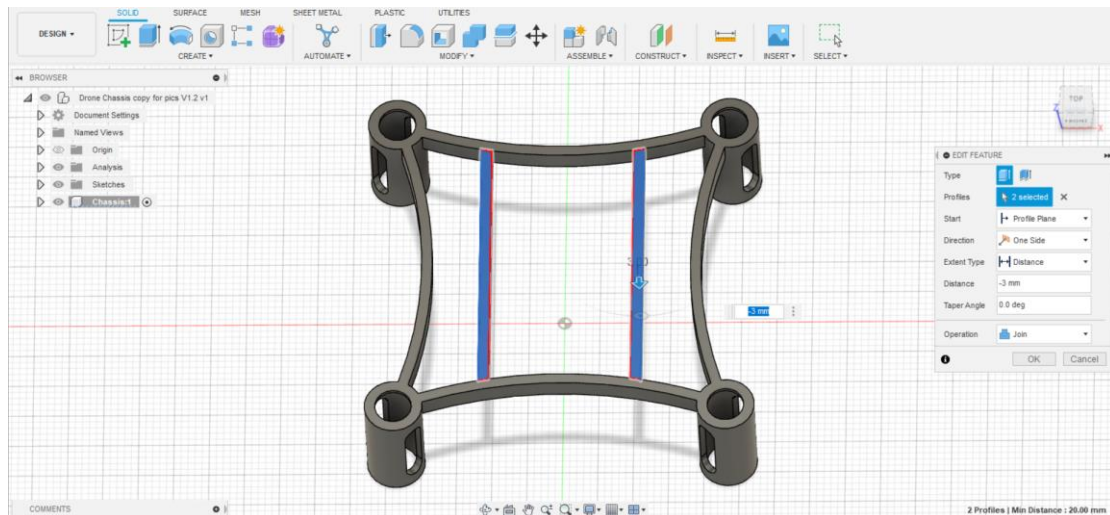 SOLID SURFACE MESH SHEET METAL PLASTIC UTILITIES
DESIGN
CREATE AUTOMATE MODIFY ASSEMBLE CONSTRUCT INSPECT INSERT SELECT
BROWSER
Drone Chassis copy for pics V1.2 v1
Document Settings
Named Views
Origin
Analysis
Sketches
Chassis:1
TOP
Z
X
EDIT FEATURE
Type
Profiles 2 selected
Start Profile Plane
Direction One Side
Extent Type Distance
Distance -3 mm
Taper Angle 0.0 deg
Operation Join
OK Cancel
-3 mm
COMMENTS
2 Profiles | Min Distance : 20.00 mm